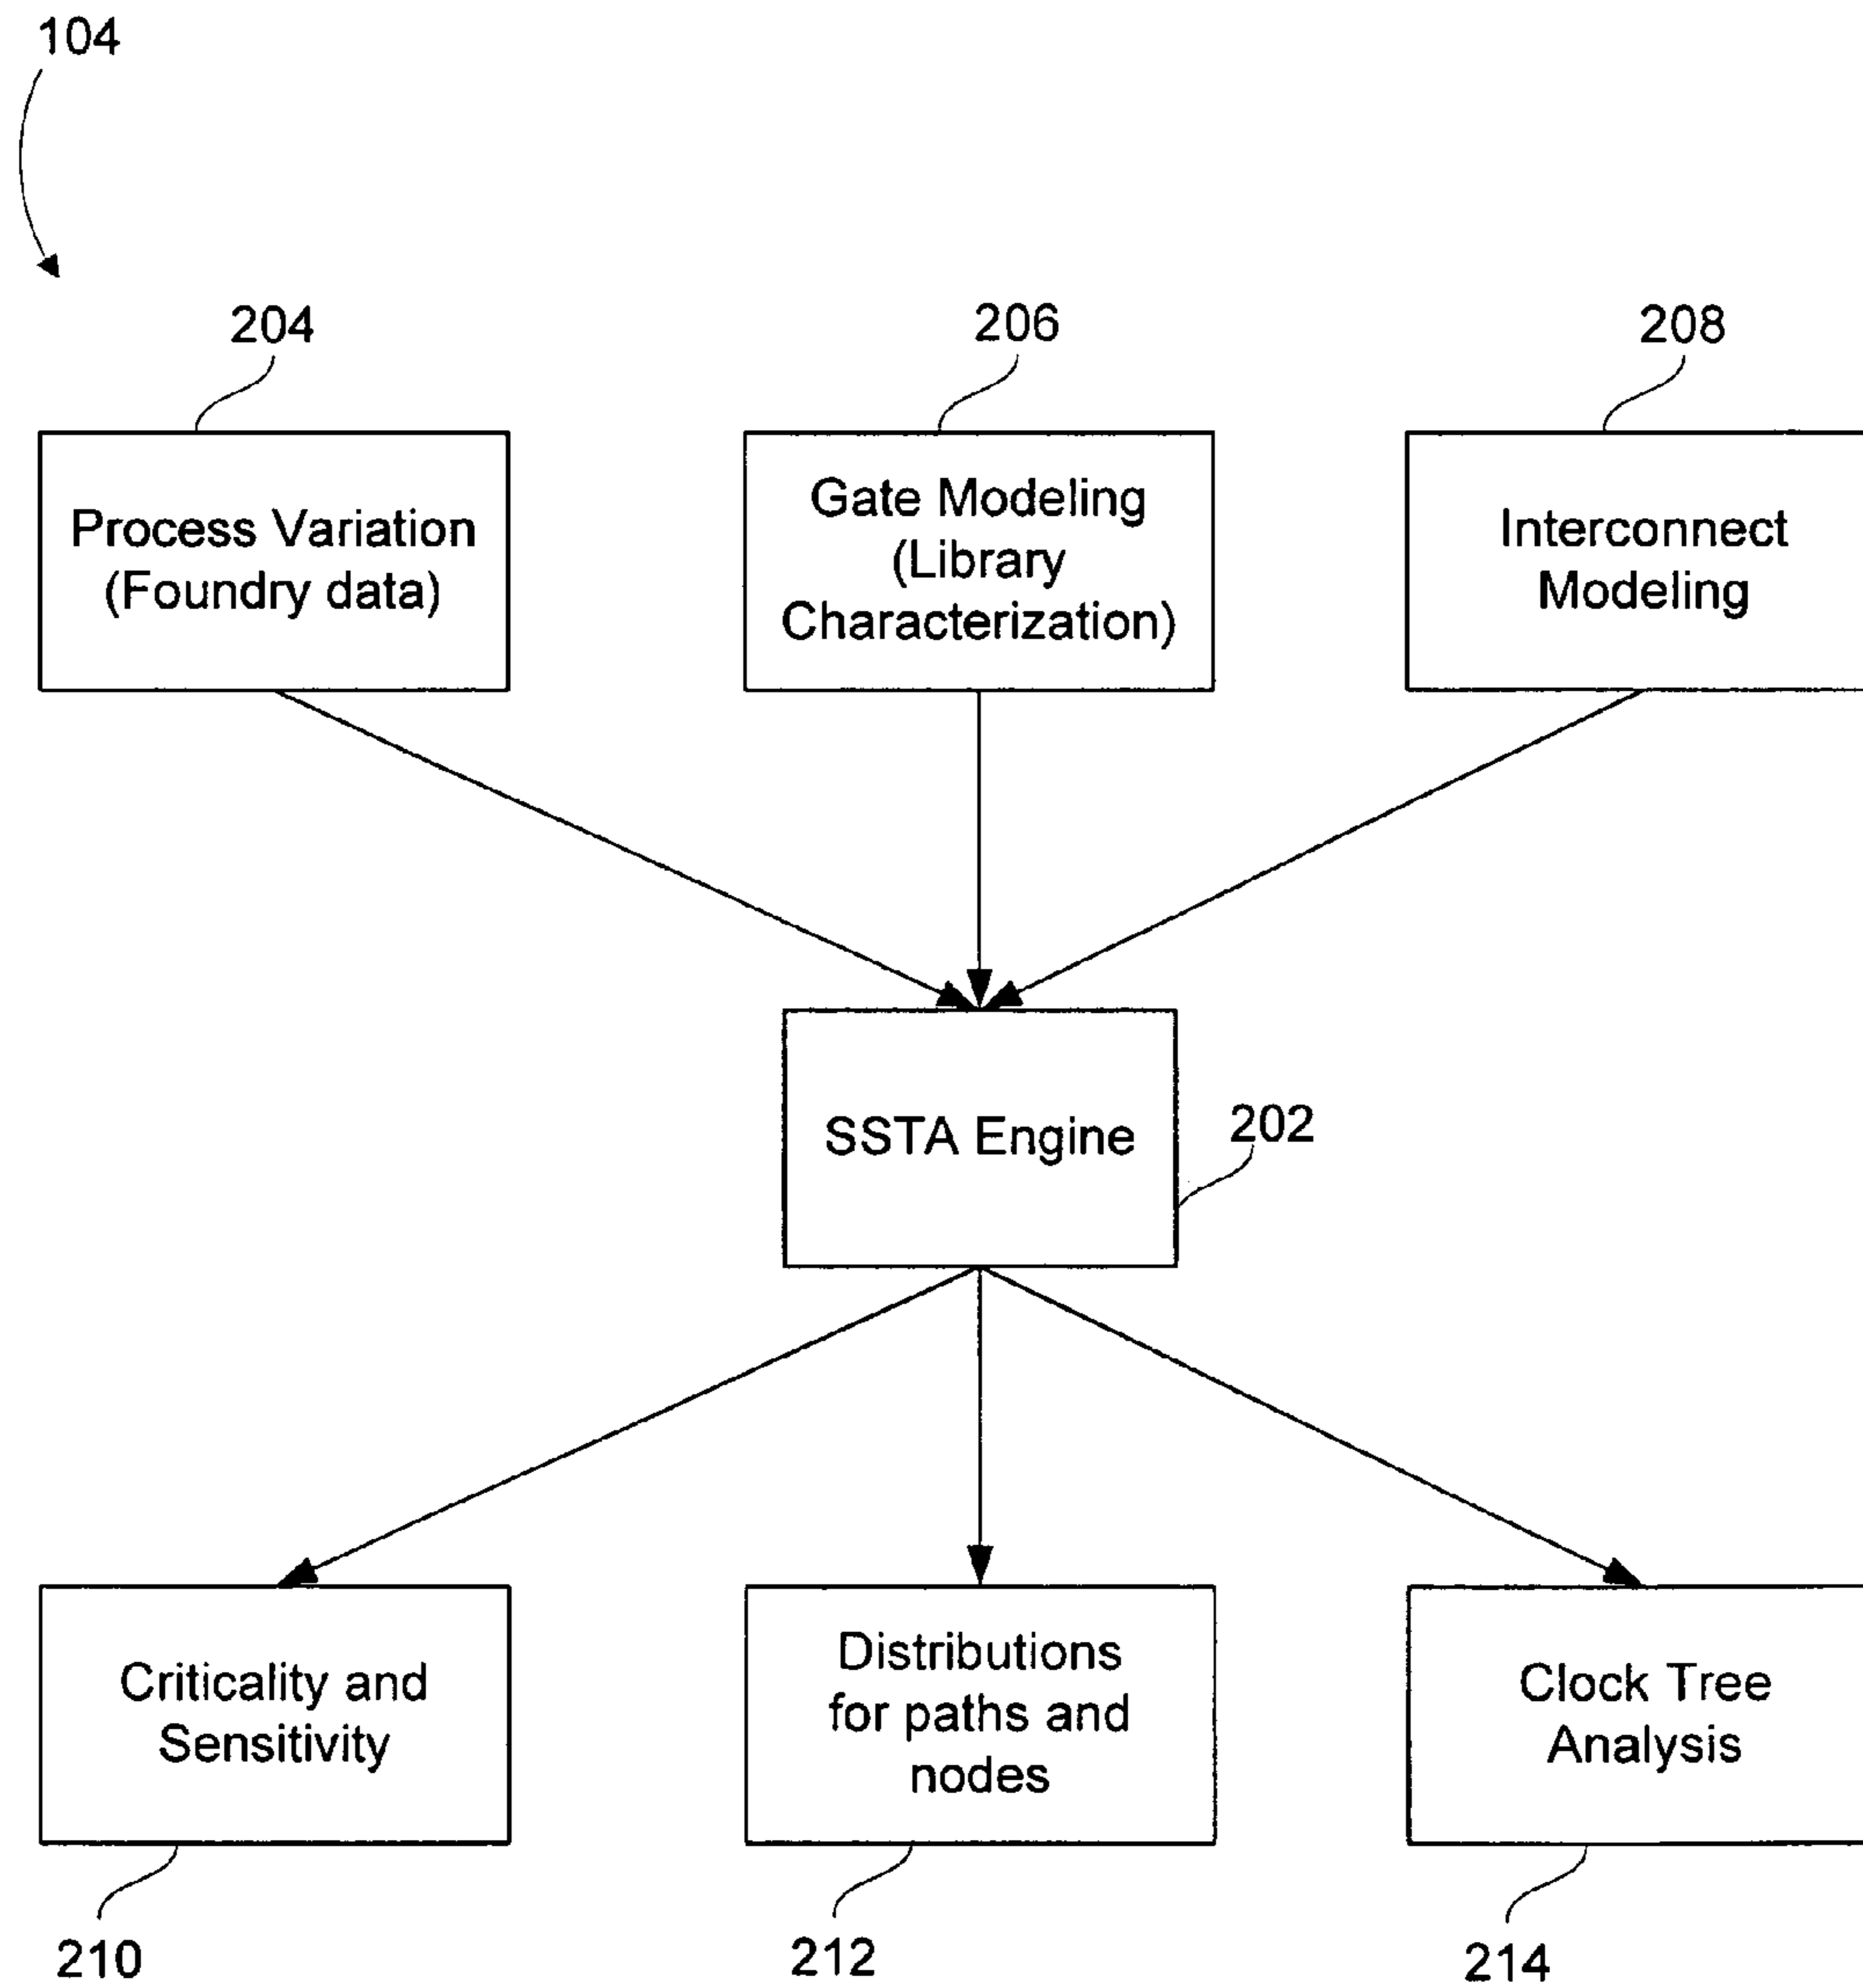 104
204
206
208
Process Variation
(Foundry data)
Gate Modeling
(Library
Characterization)
Interconnect
Modeling
SSTA Engine
202
Criticality and
Sensitivity
Distributions
for paths and
nodes
Clock Tree
Analysis
210
212
214